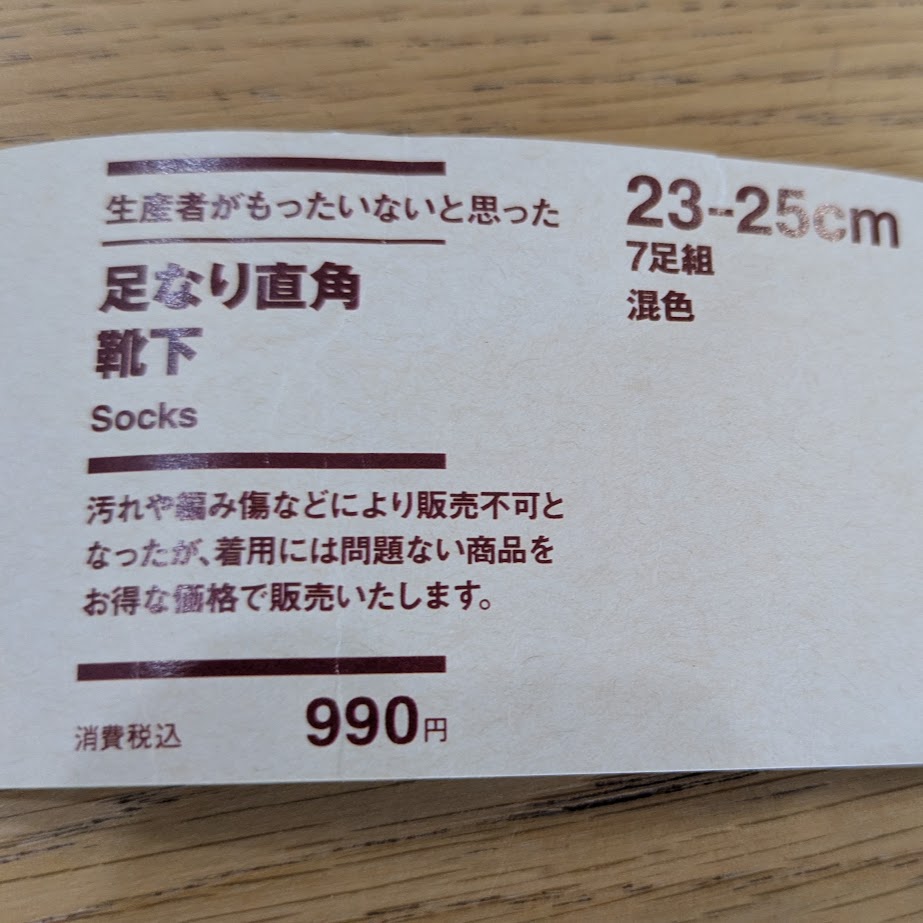 生産者がもったいないと思った
足なり直角
靴下
Socks
汚れや編み傷などにより販売不可と
なったが、着用には問題ない商品を
お得な価格で販売いたします。
消費税込 990円
23-25cm
7足組
混色